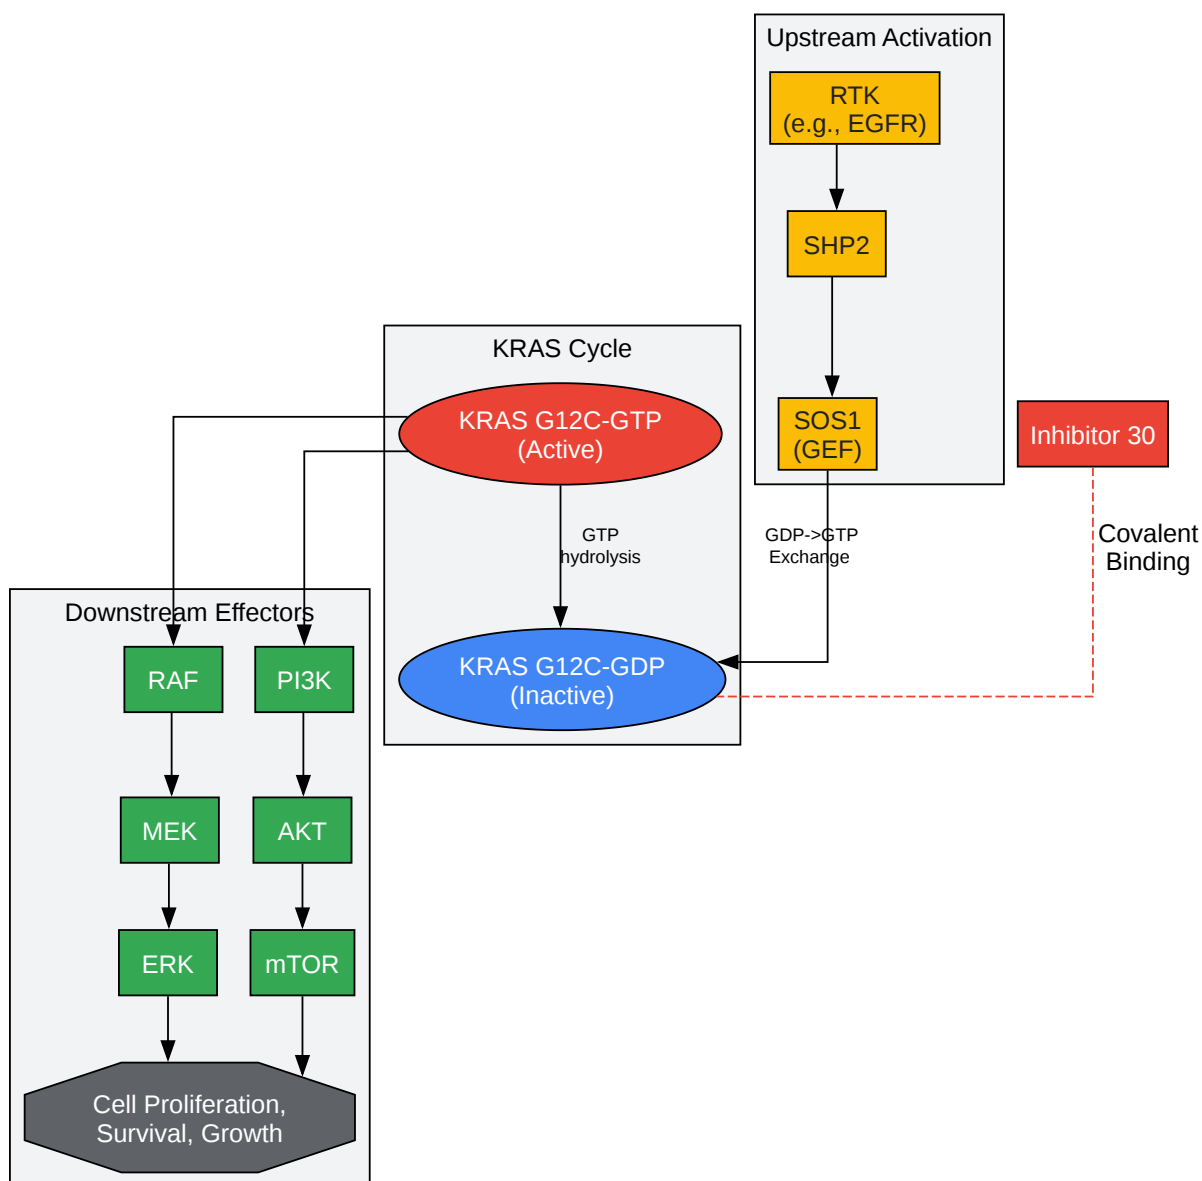 Upstream Activation
RTK
(e.g., EGFR)
SHP2
SOS1
(GEF)
Inhibitor 30
KRAS Cycle
KRAS G12C-GTP
(Active)
GTP
hydrolysis
GDP->GTP
Exchange
Covalent
Binding
KRAS G12C-GDP
(Inactive)
Downstream Effectors
RAF
PI3K
MEK
AKT
ERK
mTOR
Cell Proliferation,
Survival, Growth